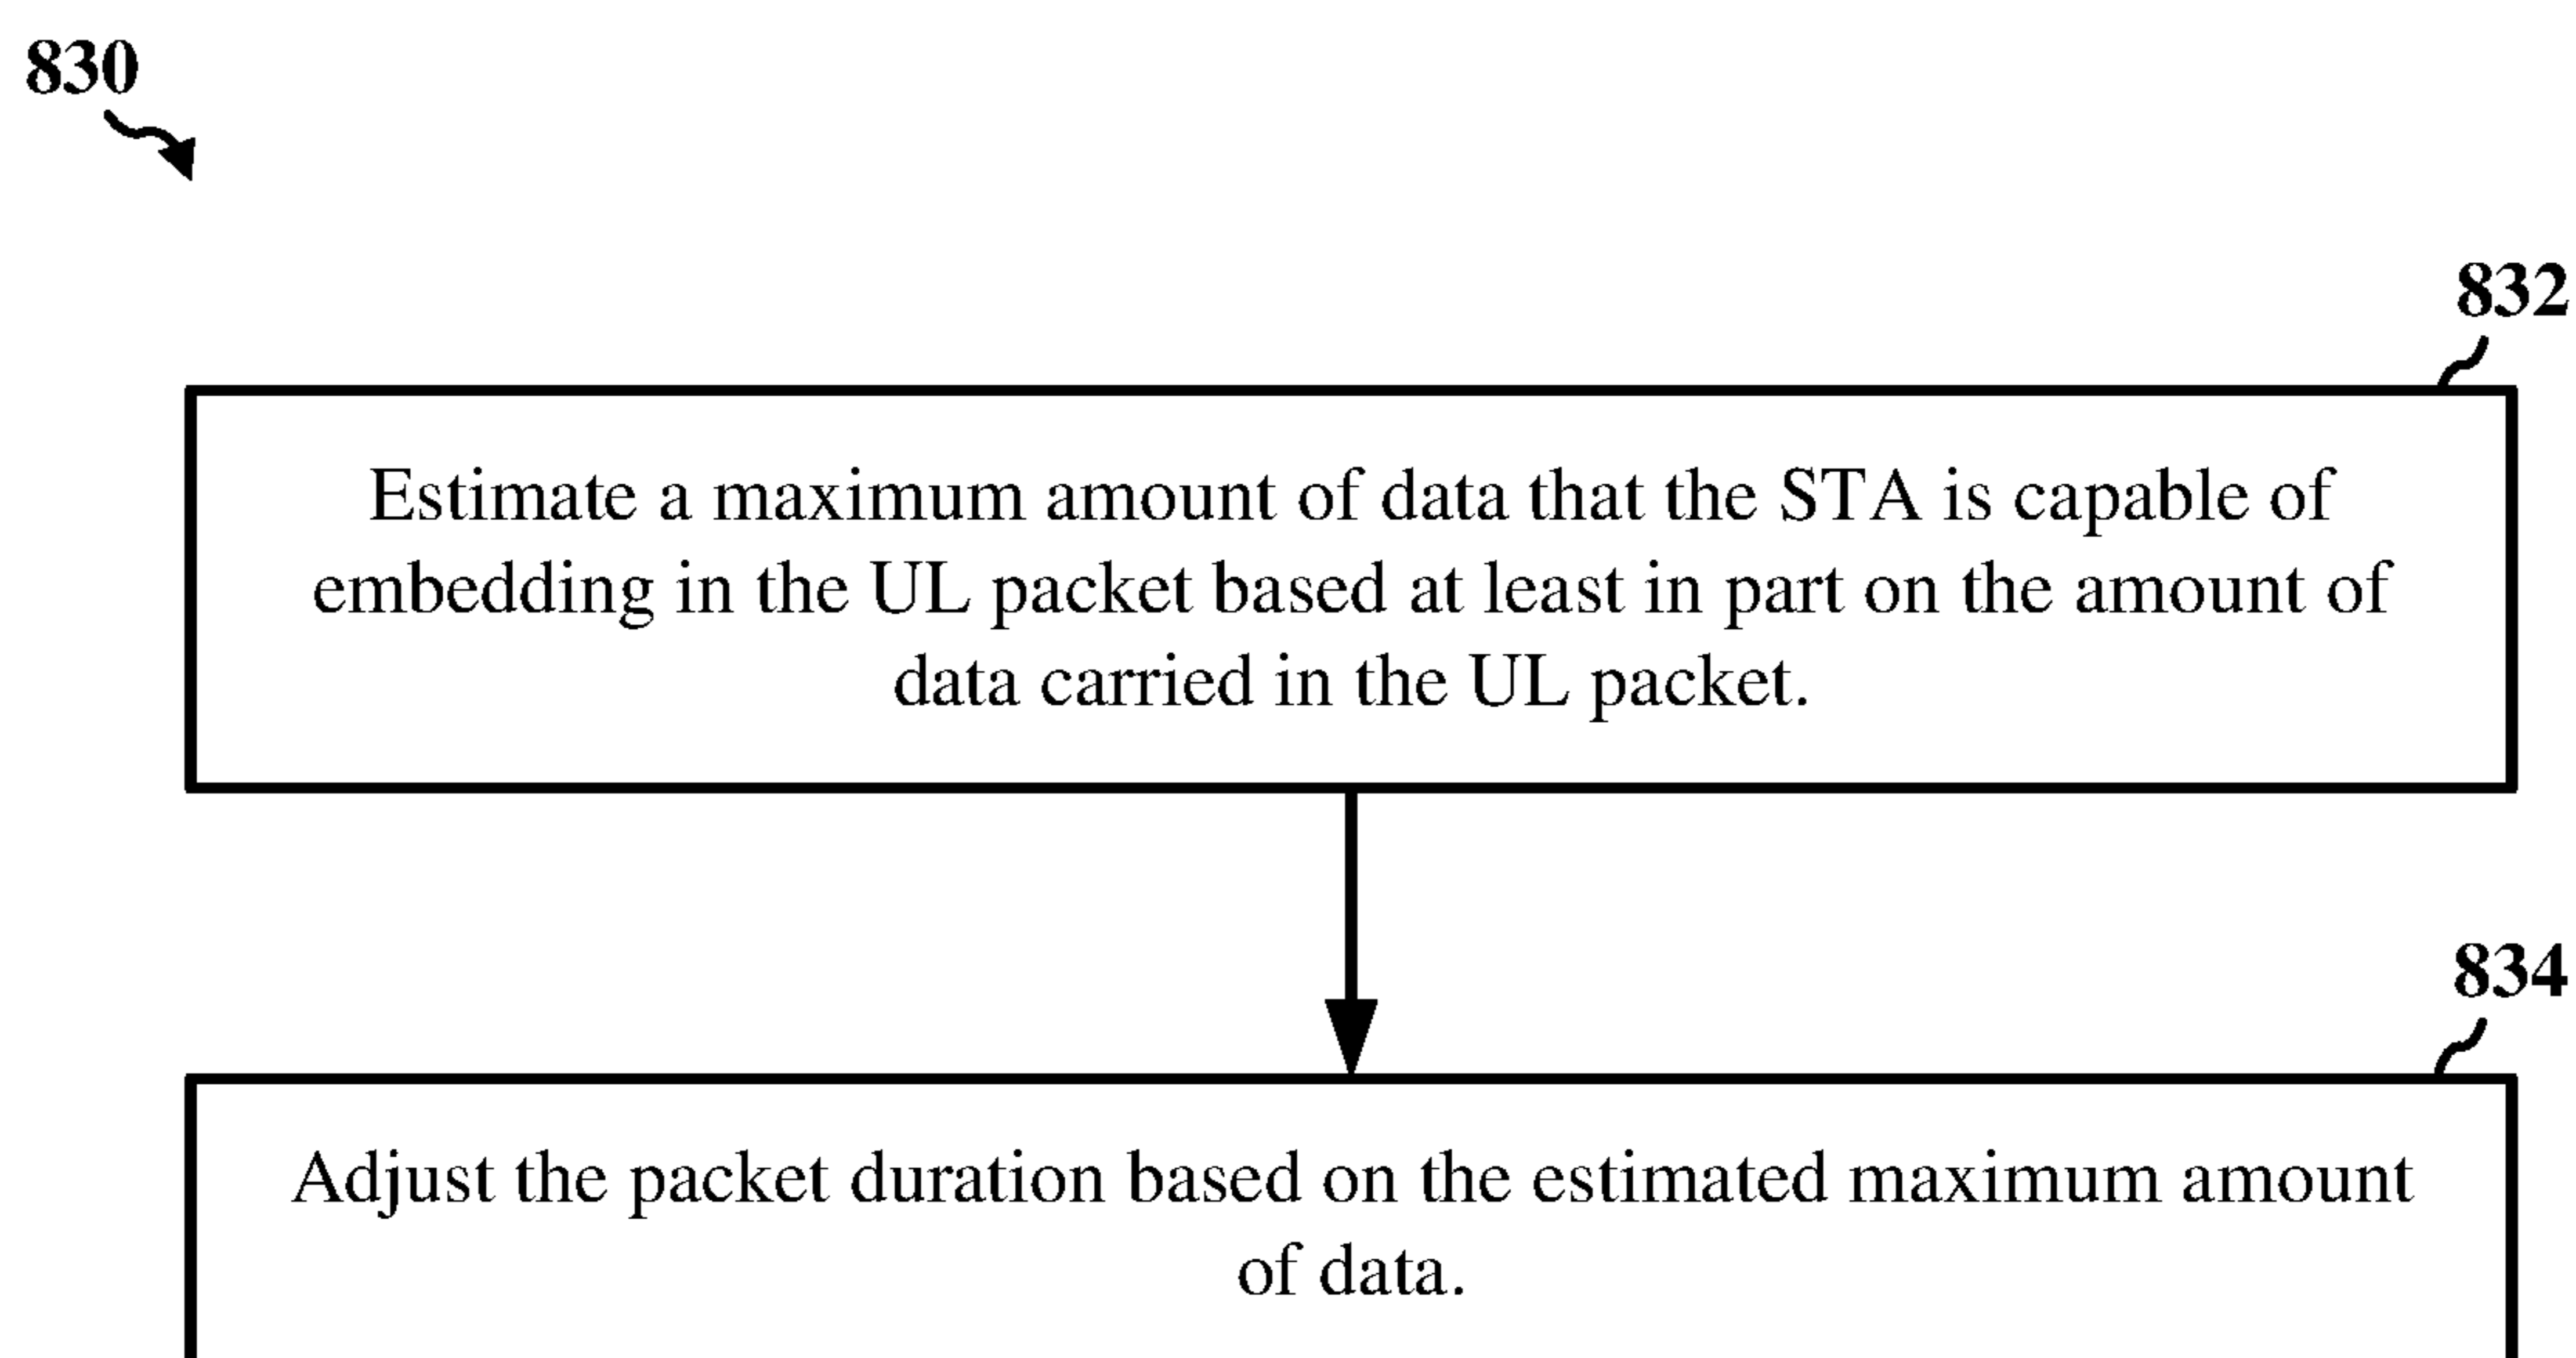 830
832
Estimate a maximum amount of data that the STA is capable of
embedding in the UL packet based at least in part on the amount of
data carried in the UL packet.
834
Adjust the packet duration based on the estimated maximum amount
of data.